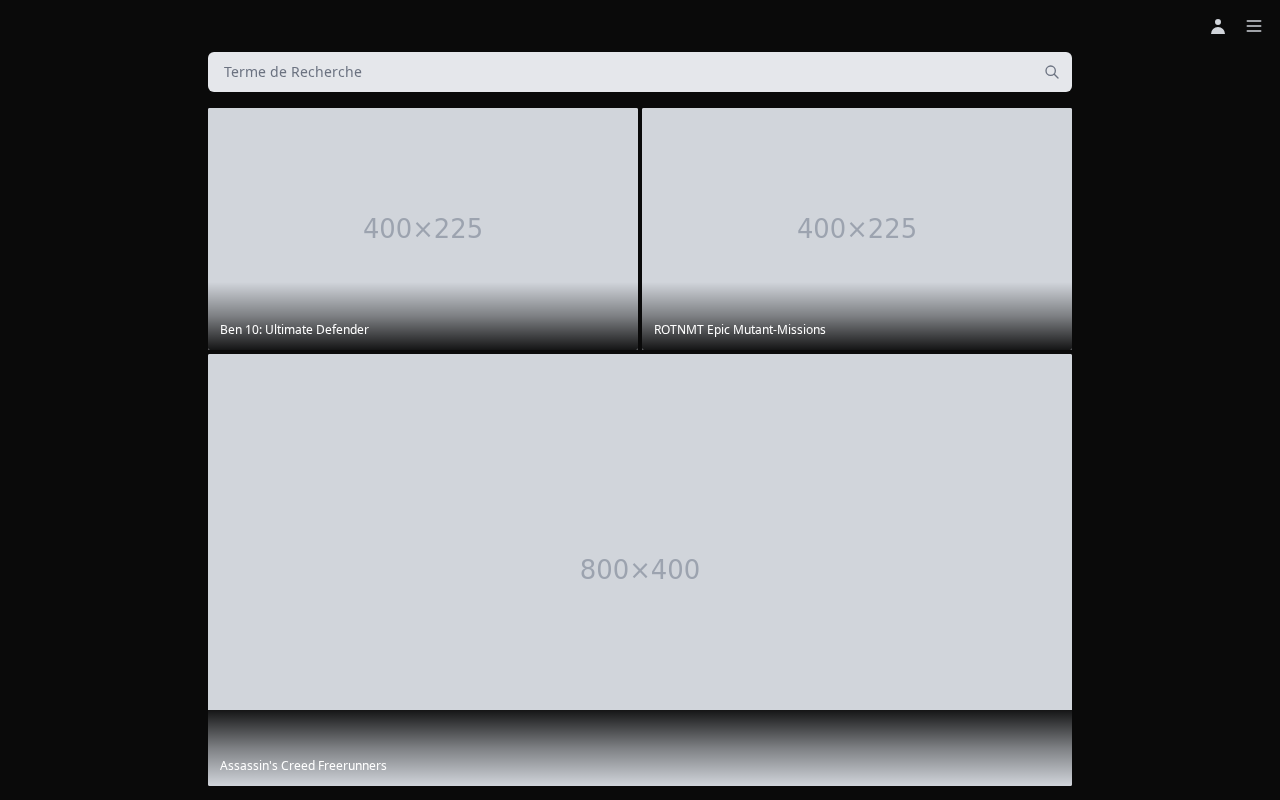 Terme de Recherche
400×225
400×225
Ben 10: Ultimate Defender
ROTNMT Epic Mutant-Missions
800×400
Assassin's Creed Freerunners